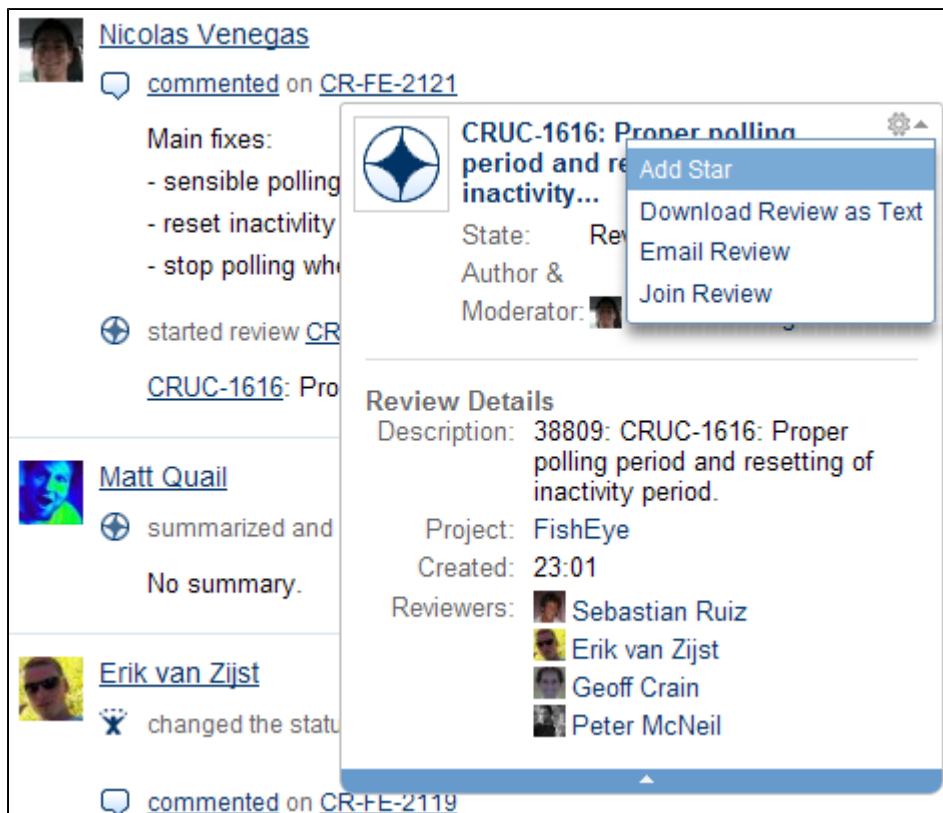 Nicolas Venegas
commented on CR-FE-2121
Main fixes:
- sensible polling
- reset inactivlity
- stop polling
started review CR
CRUC-1616: Pro
Matt Quail
summarized and
No summary.
Erik van Zijst
changed the statu
commented on CR-FE-2119
CRUC-1616: Proper polling
period and re
inactivity...
State: Rev
Author &
Moderator:
Add Star
Download Review as Text
Email Review
Join Review
Review Details
Description: 38809: CRUC-1616: Proper
polling period and resetting of
inactivity period.
Project: FishEye
Created: 23:01
Reviewers: Sebastian Ruiz
Erik van Zijst
Geoff Crain
Peter McNeil